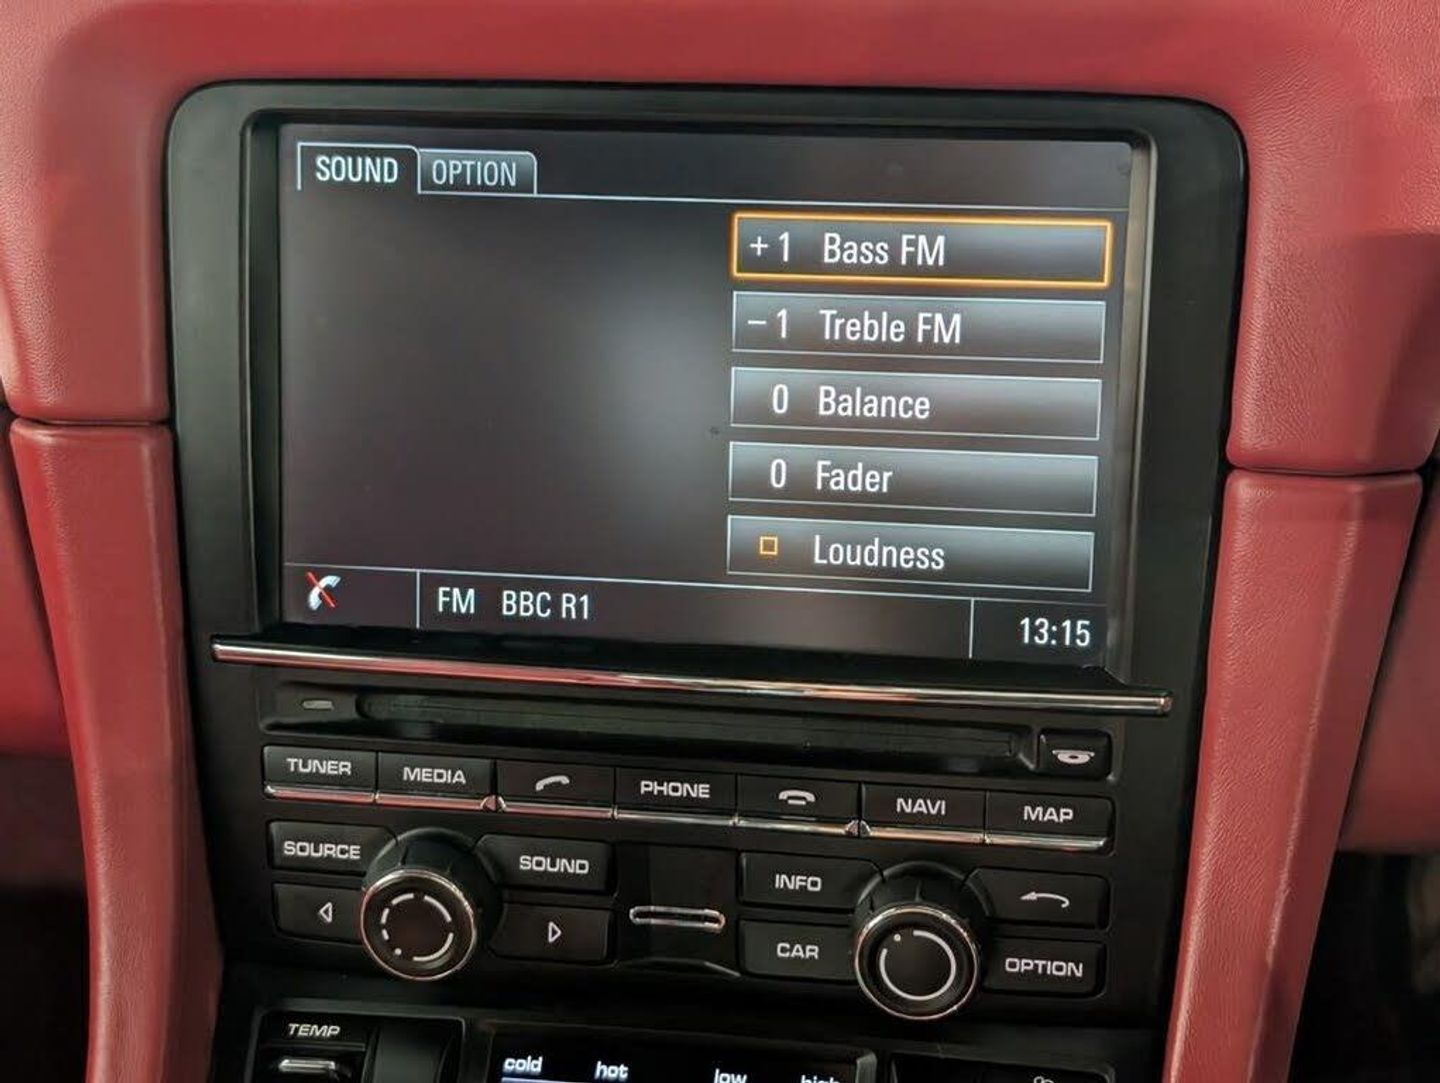 SOUND OPTION
+1 Bass FM
−1 Treble FM
0 Balance
0 Fader
Loudness
FM BBC R1 13:15
TUNER MEDIA PHONE NAVI MAP
SOURCE SOUND INFO
CAR OPTION
TEMP
cold hot low high